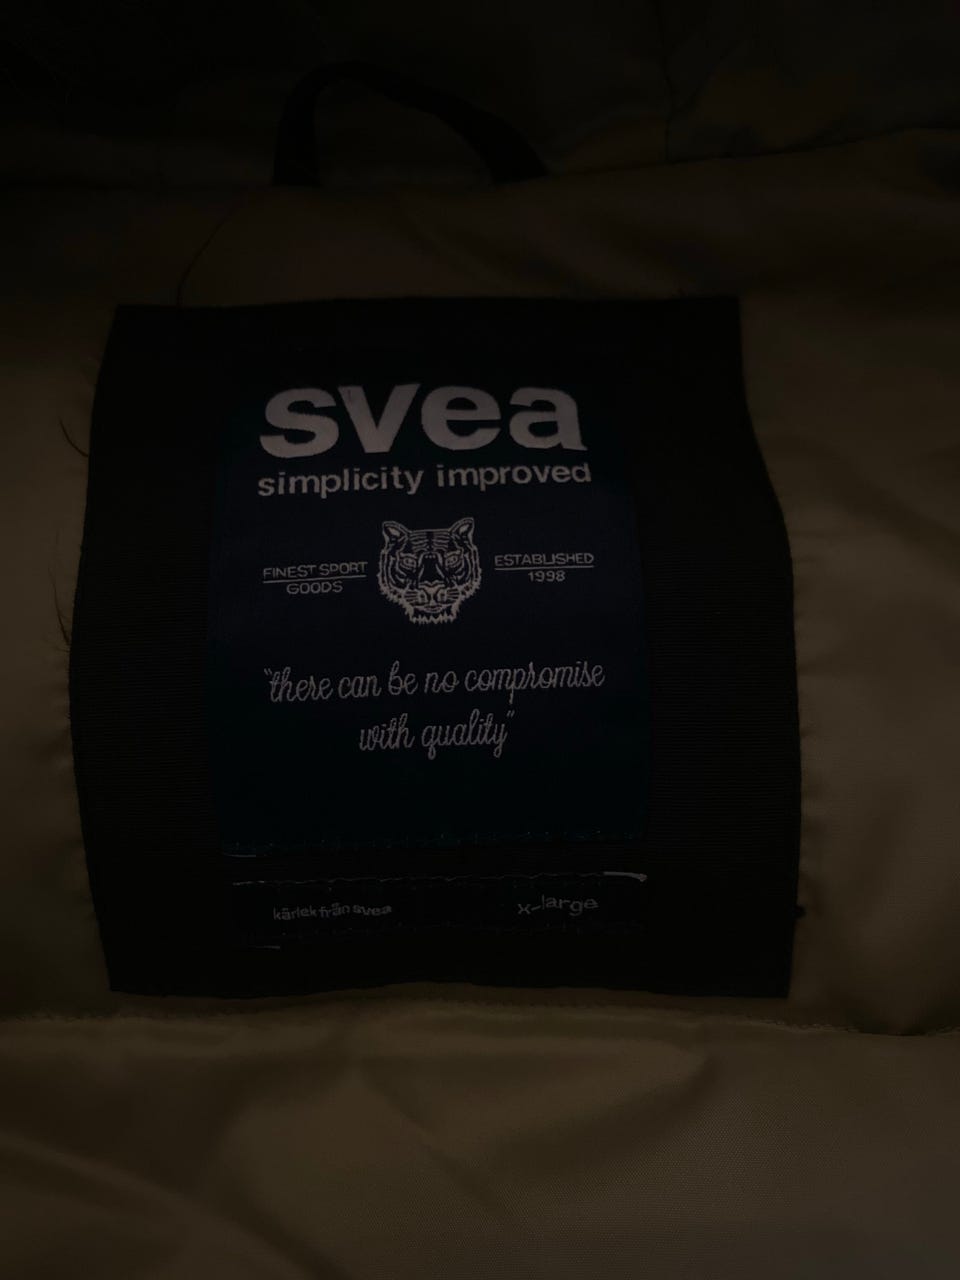 svea
simplicity improved
FINEST SPORT
GOODS
ESTABLISHED
1998
"there can be no compromise
with quality"
kärlek från svea
x-large